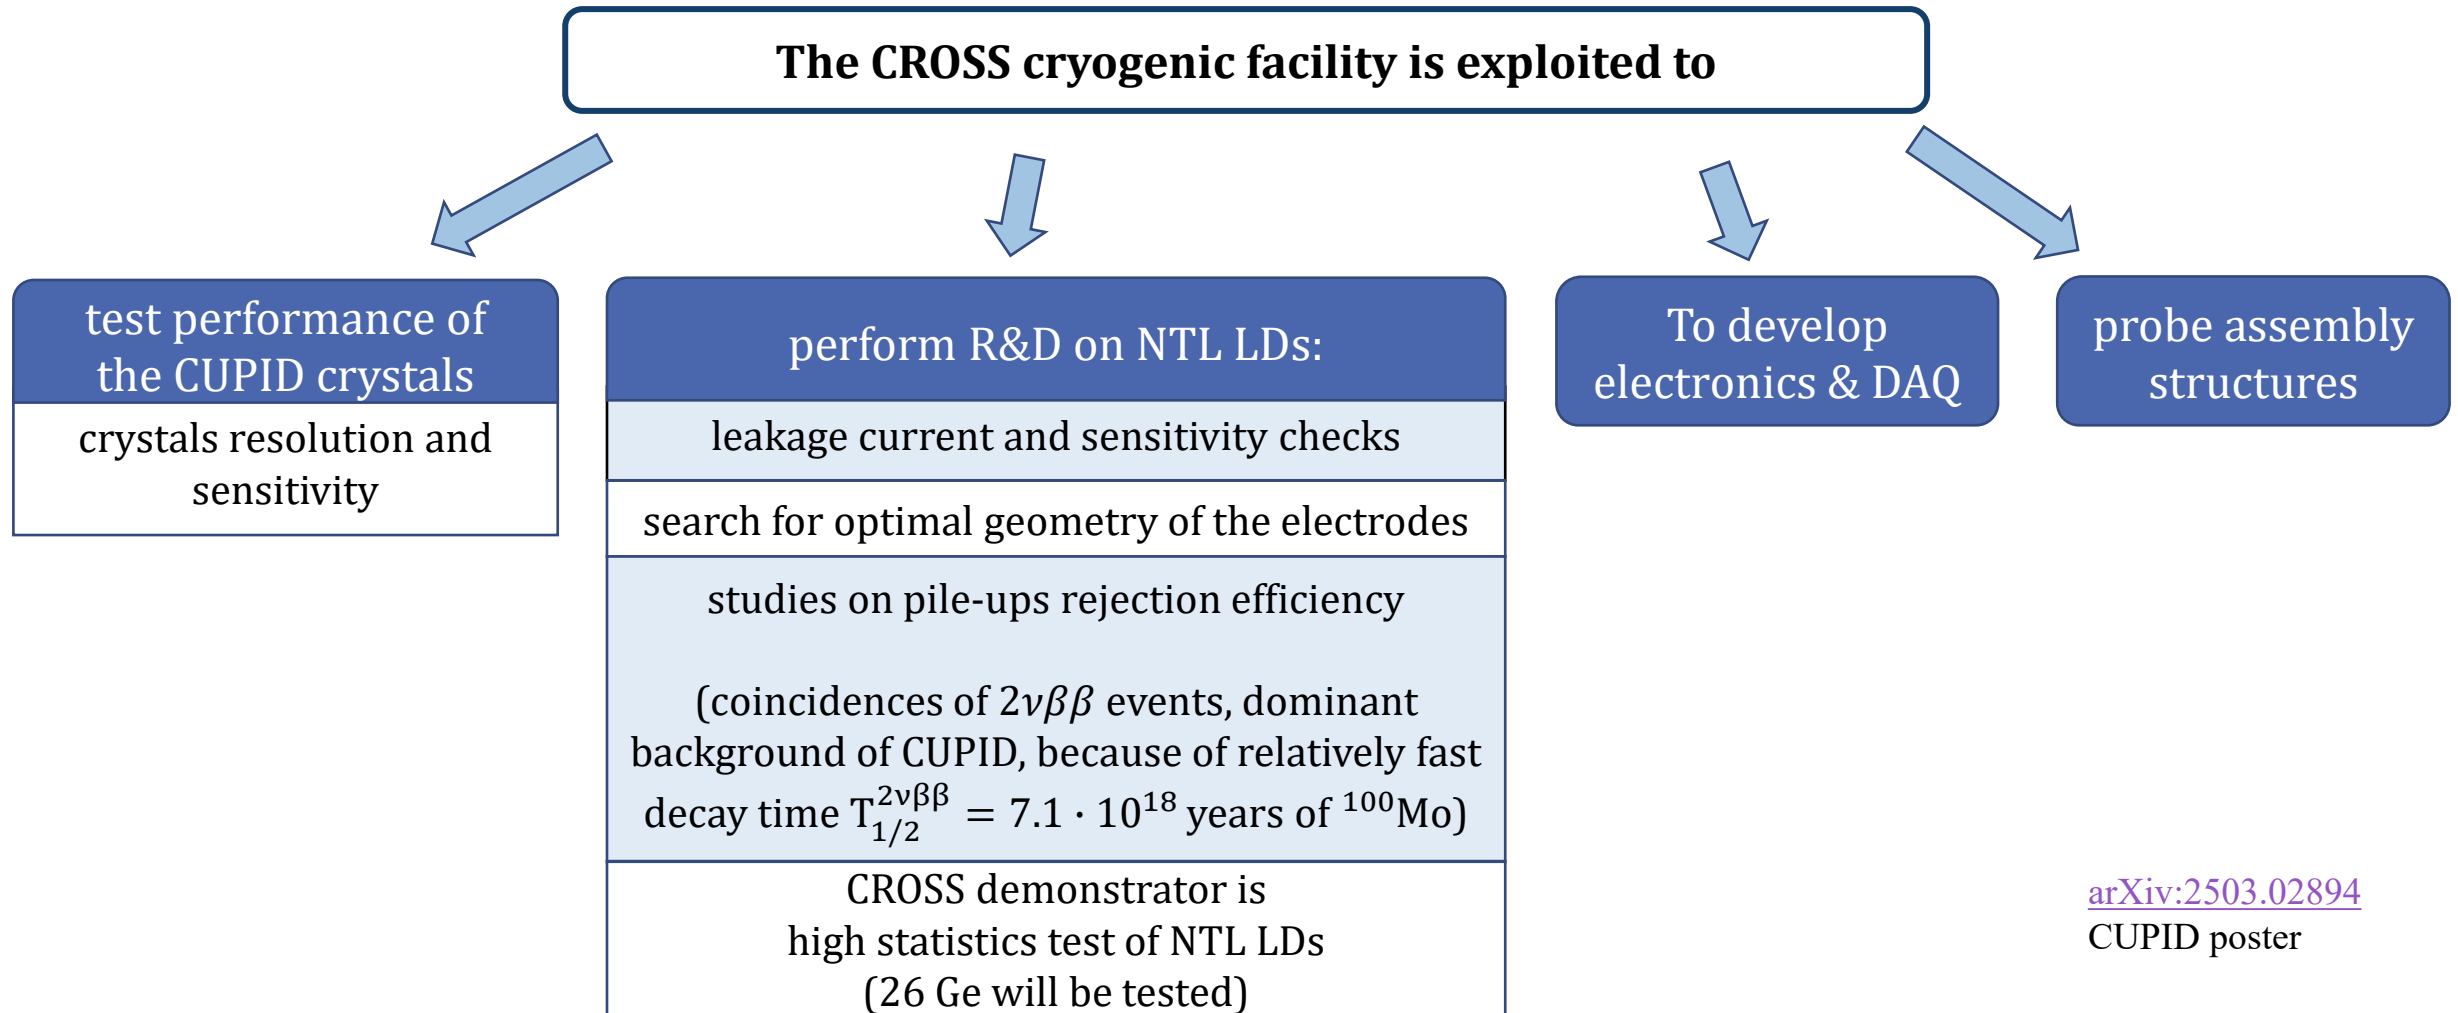 The CROSS cryogenic facility is exploited to
test performance of
the CUPID crystals
crystals resolution and
sensitivity
perform R&D on NTL LDs:
leakage current and sensitivity checks
search for optimal geometry of the electrodes
studies on pile-ups rejection efficiency
(coincidences of 2𝜈𝛽𝛽 events, dominant
background of CUPID, because of relatively fast
decay time T₁/₂²ᵛᵝᵝ = 7.1 · 10¹⁸ years of ¹⁰⁰Mo)
CROSS demonstrator is
high statistics test of NTL LDs
(26 Ge will be tested)
To develop
electronics & DAQ
probe assembly
structures
arXiv:2503.02894
CUPID poster